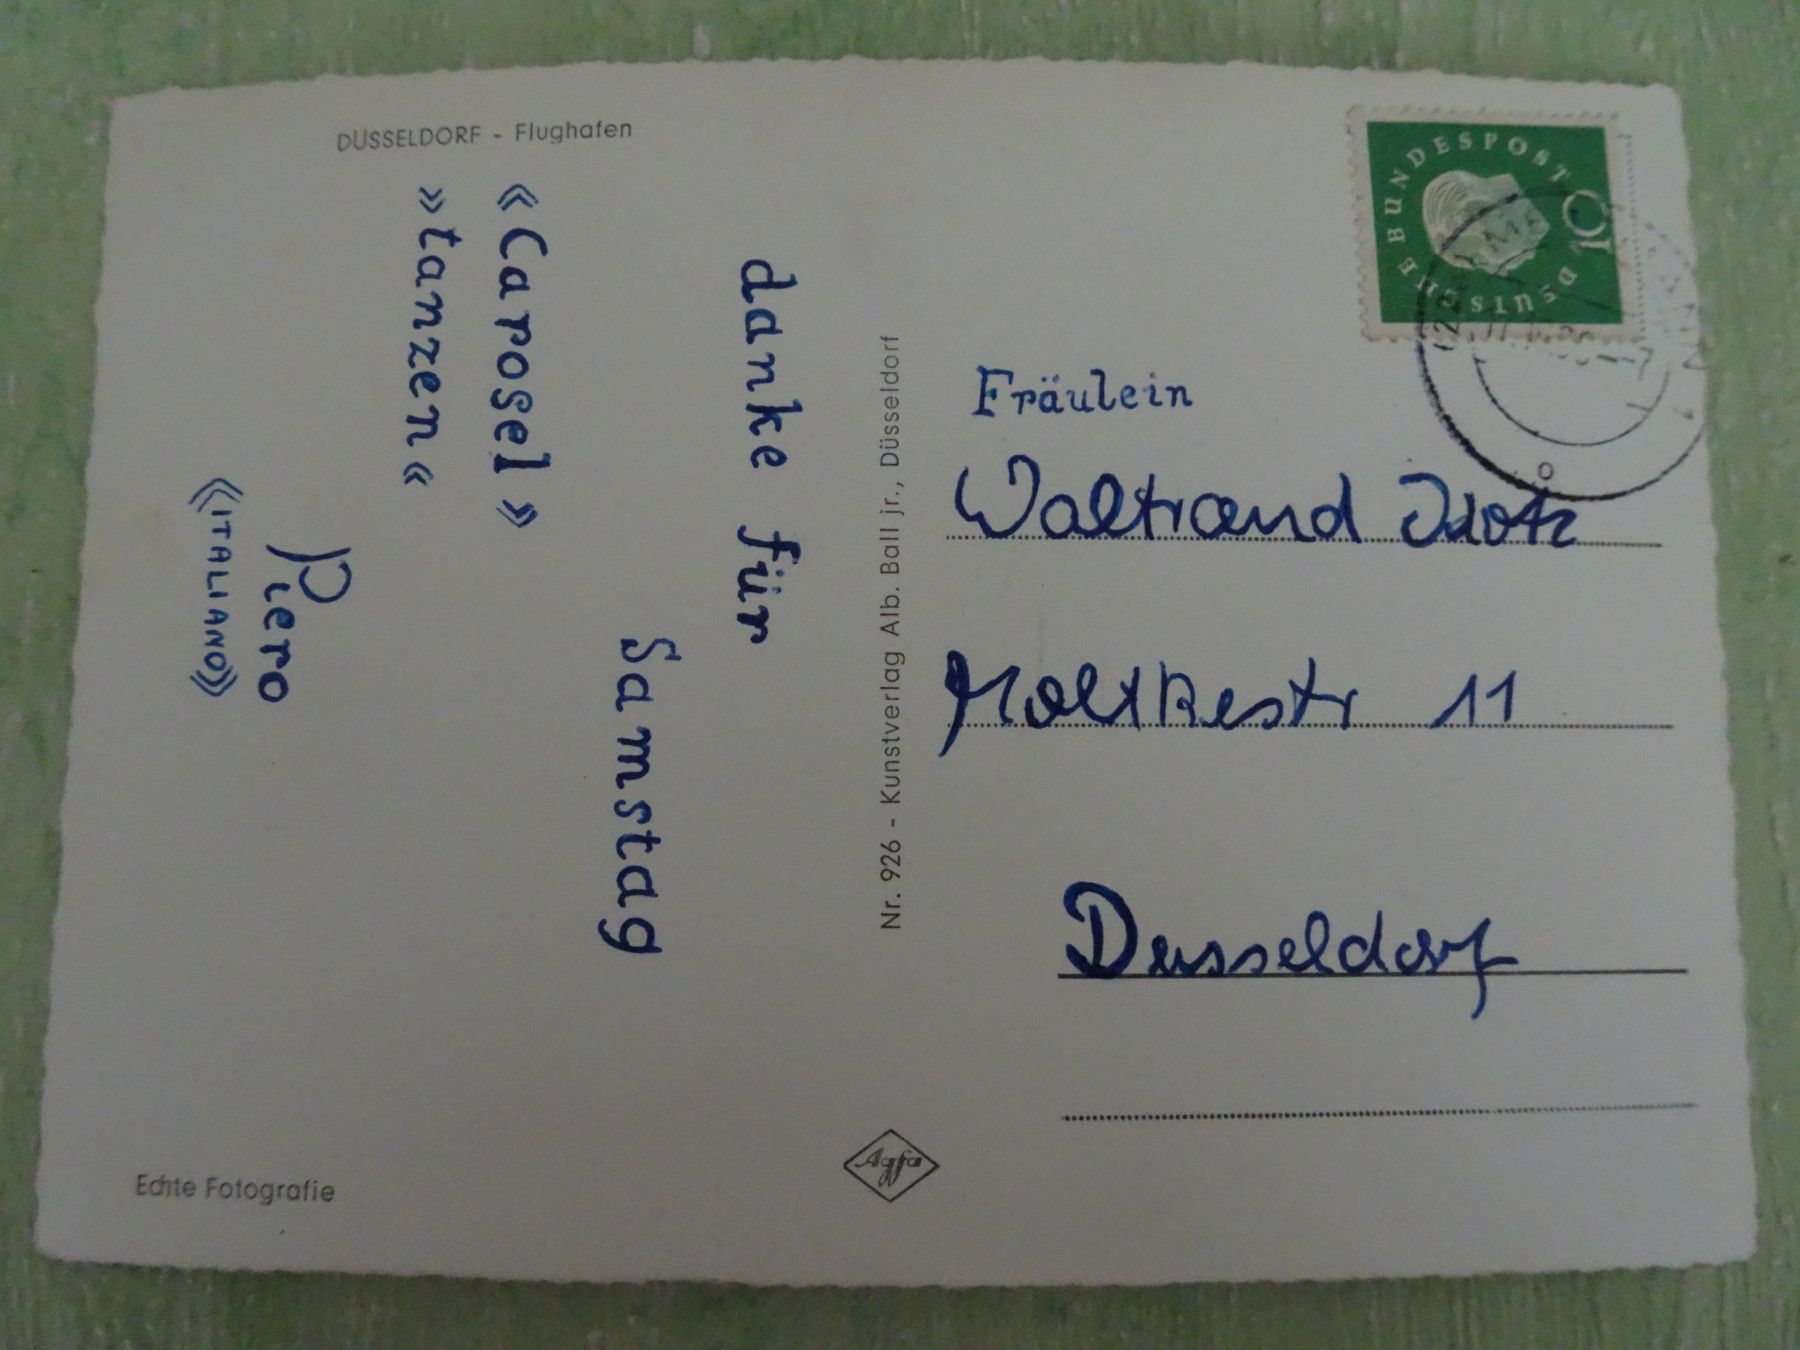 DÜSSELDORF - Flughafen
danke für
Samstag
« Carosel »
» tanzen «
Piero
((ITALIANO))
Echte Fotografie
Nr. 926 - Kunstverlag Alb. Ball jr., Düsseldorf
Agfa
DEUTSCHE BUNDESPOST
10
Fräulein
Waltraud
Moltkestr 11
Dusseldorf